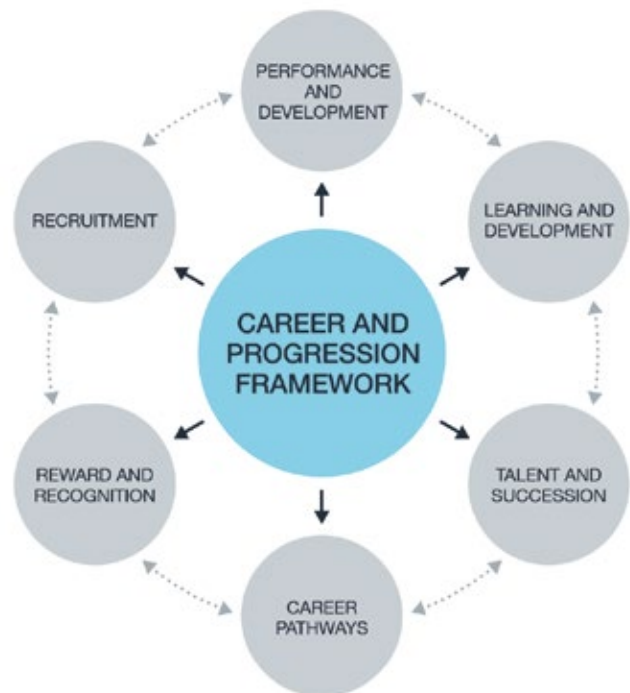 PERFORMANCE
AND
DEVELOPMENT
RECRUITMENT
LEARNING AND
DEVELOPMENT
CAREER AND
PROGRESSION
FRAMEWORK
REWARD AND
RECOGNITION
TALENT AND
SUCCESSION
CAREER
PATHWAYS